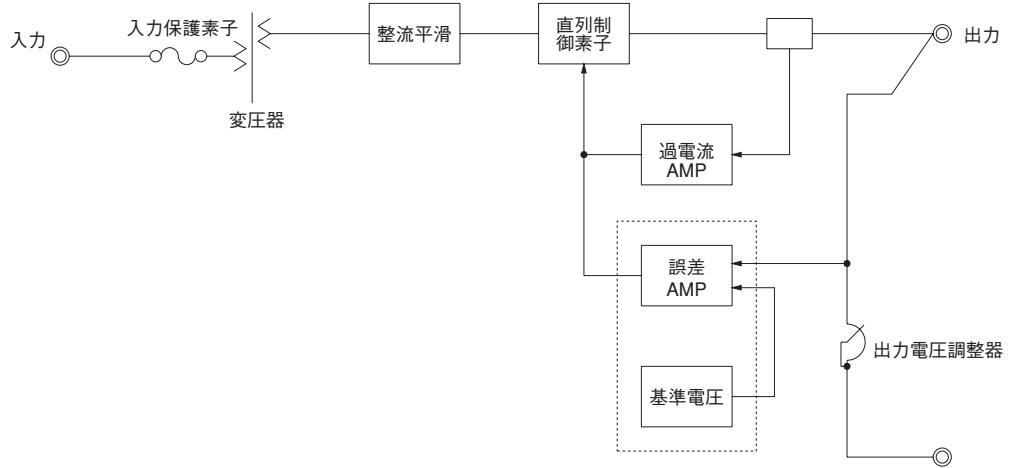 入力
入力保護素子
変圧器
整流平滑
直列制
御素子
出力
過電流
AMP
誤差
AMP
出力電圧調整器
基準電圧